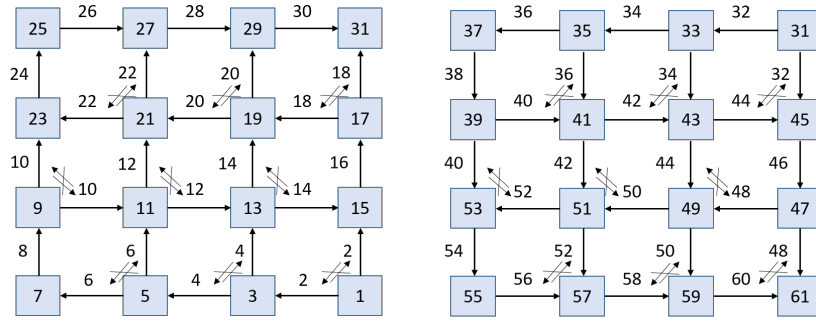 26 28 30
25 27 29 31
24 22 20 18
22 20 18
23 21 19 17
10 12 14 16
10 12 14
9 11 13 15
8 6 4 2
6 4 2
7 5 3 1
36 34 32
37 35 33 31
38 36 34 32
40 42 44
39 41 43 45
40 42 44 46
52 50 48
53 51 49 47
54 52 50 48
56 58 60
55 57 59 61